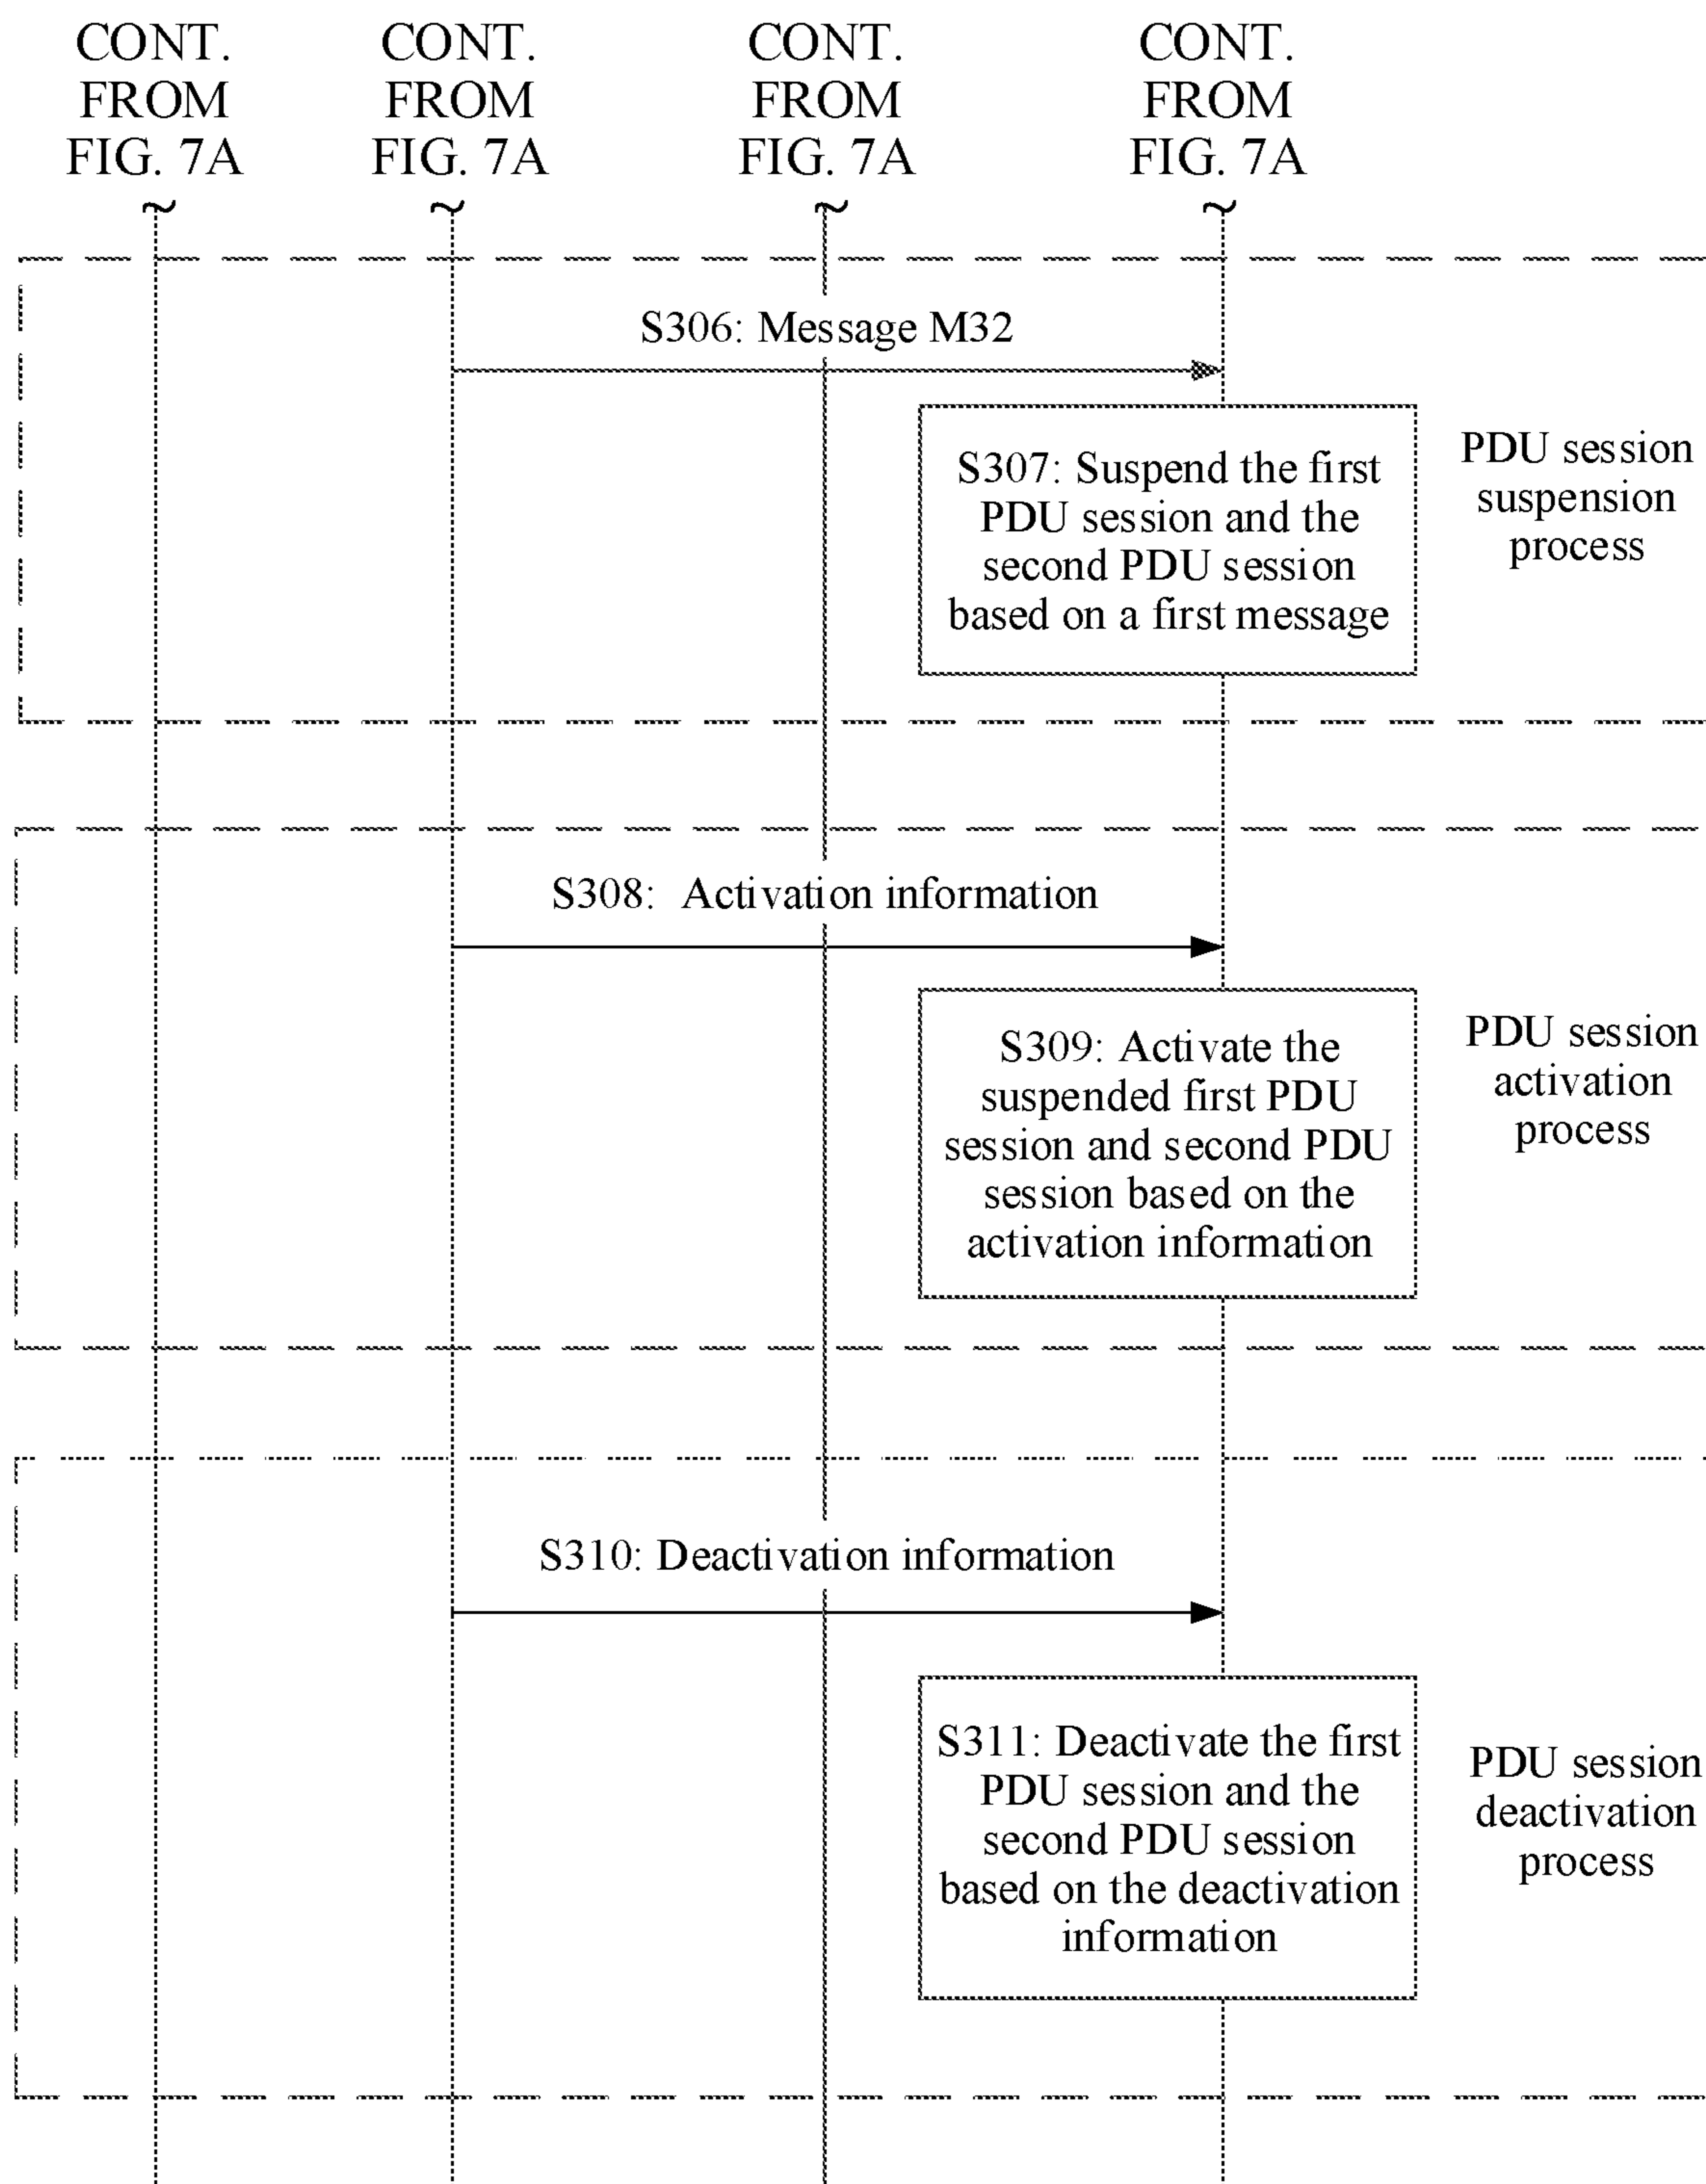 CONT.
FROM
FIG. 7A
CONT.
FROM
FIG. 7A
CONT.
FROM
FIG. 7A
CONT.
FROM
FIG. 7A
S306: Message M32
S307: Suspend the first
PDU session and the
second PDU session
based on a first message
PDU session
suspension
process
S308: Activation information
S309: Activate the
suspended first PDU
session and second PDU
session based on the
activation information
PDU session
activation
process
S310: Deactivation information
S311: Deactivate the first
PDU session and the
second PDU session
based on the deactivation
information
PDU session
deactivation
process